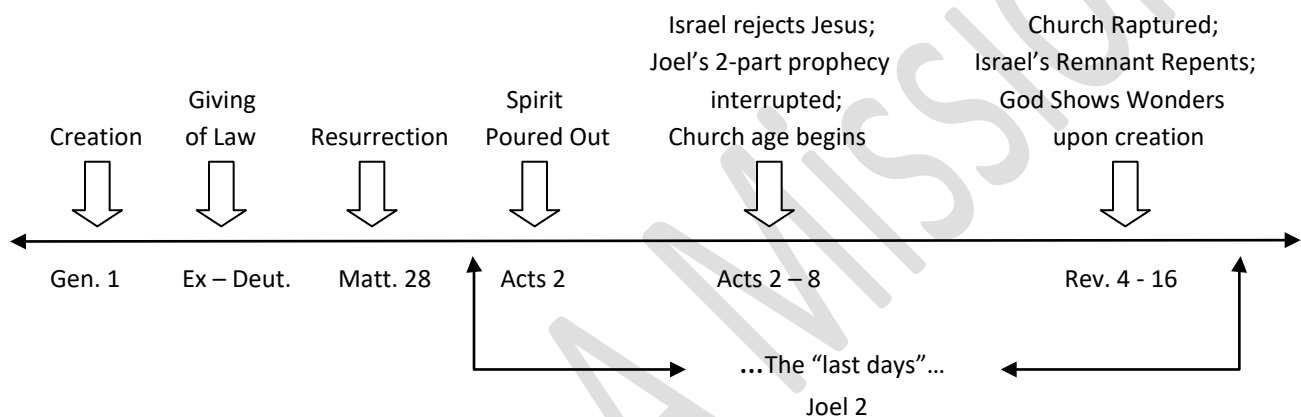 Israel rejects Jesus;
Joel's 2-part prophecy
interrupted;
Church age begins
Church Raptured;
Israel's Remnant Repents;
God Shows Wonders
upon creation
Creation
Giving
of Law
Resurrection
Spirit
Poured Out
Gen. 1
Ex – Deut.
Matt. 28
Acts 2
Acts 2 – 8
Rev. 4 - 16
...The “last days”...
Joel 2
A Mission